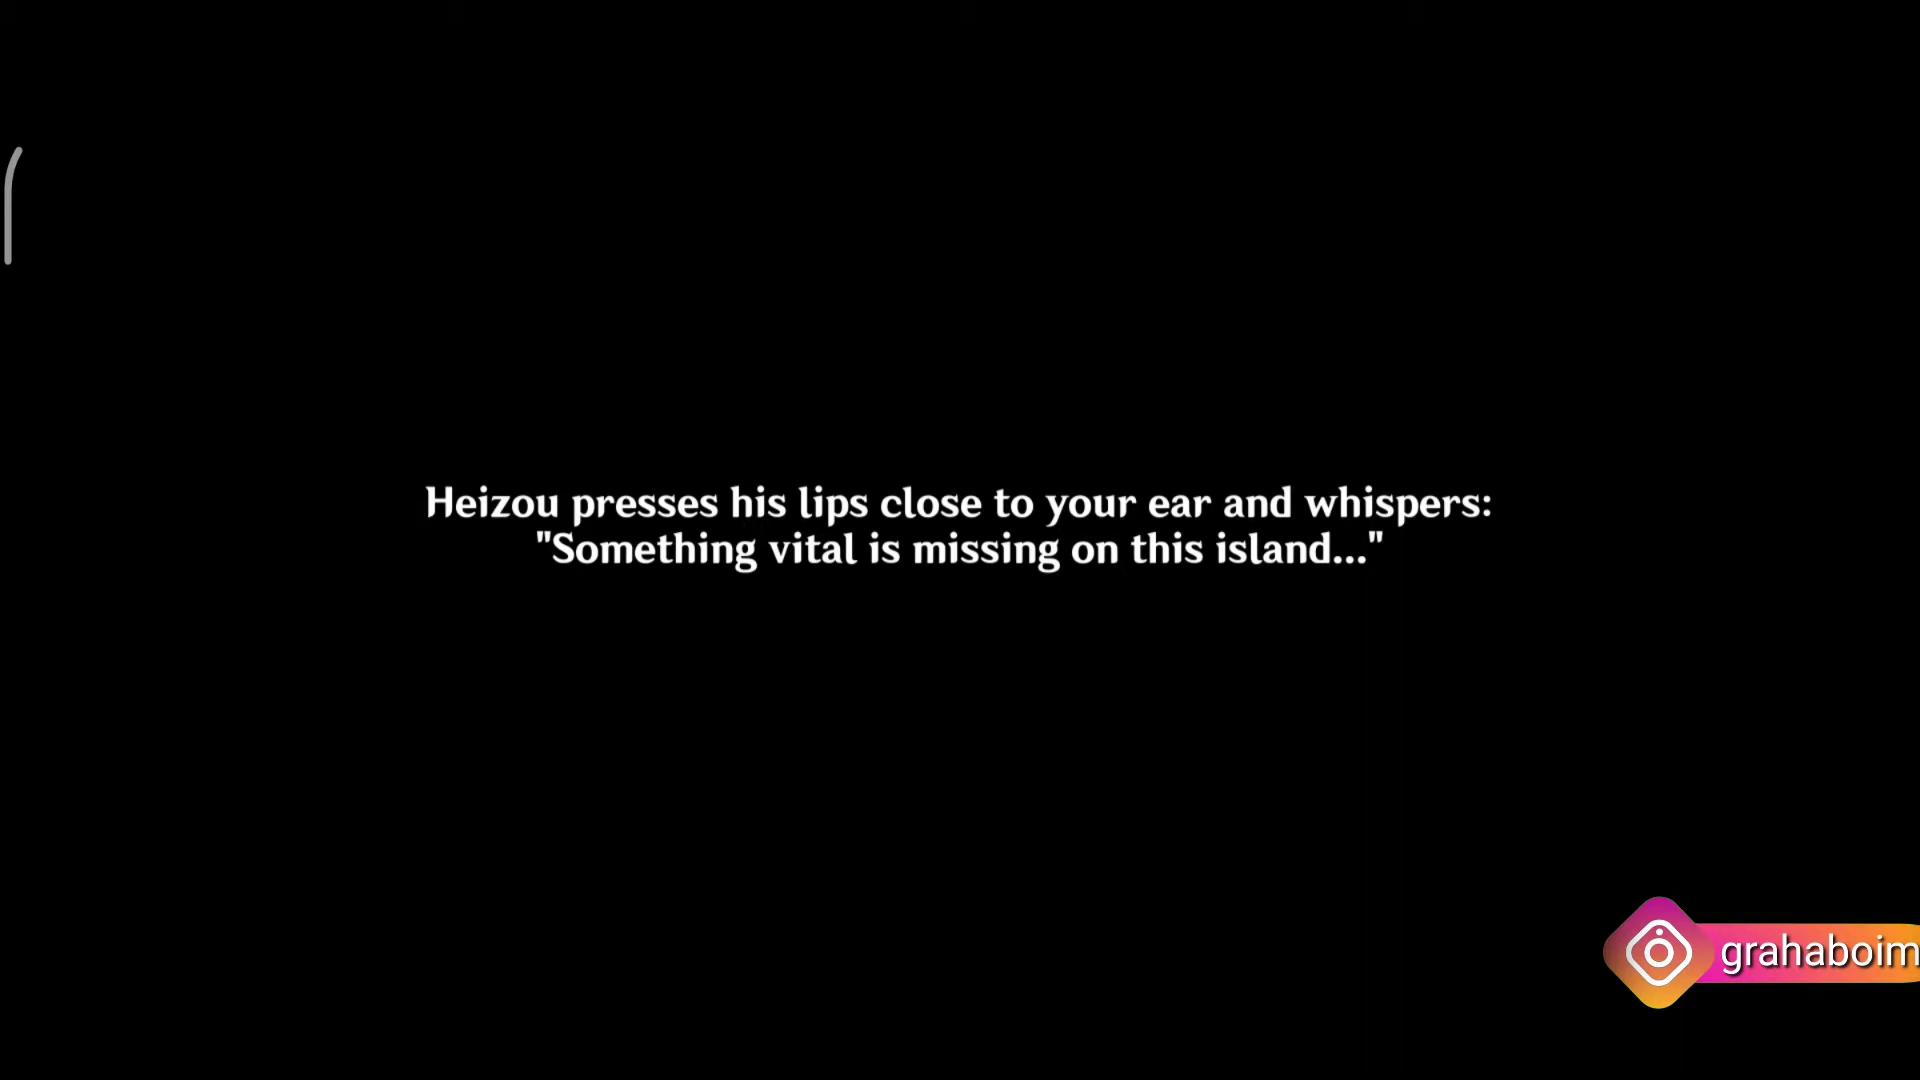 Heizou presses his lips close to your ear and whispers:
"Something vital is missing on this island..."
grahaboim